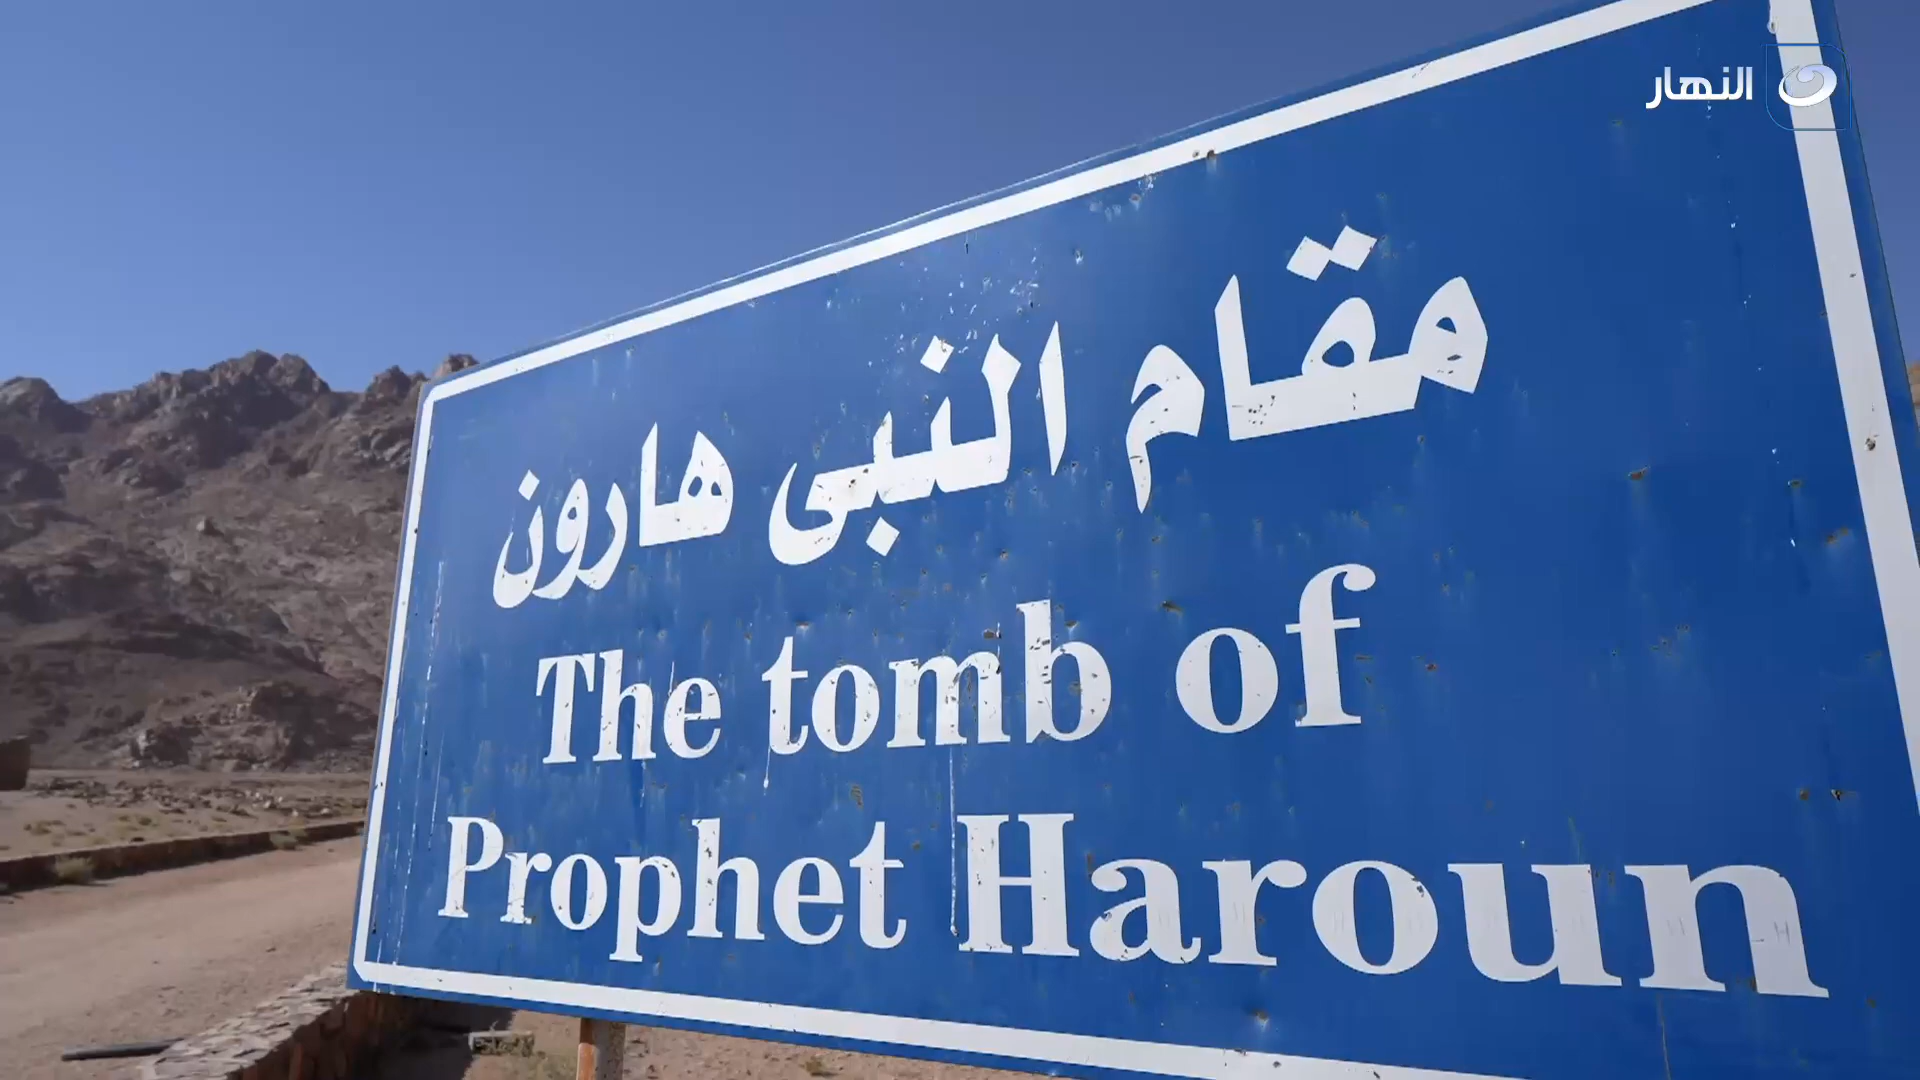 النهار
مقام النبى هارون
The tomb of
Prophet Haroun